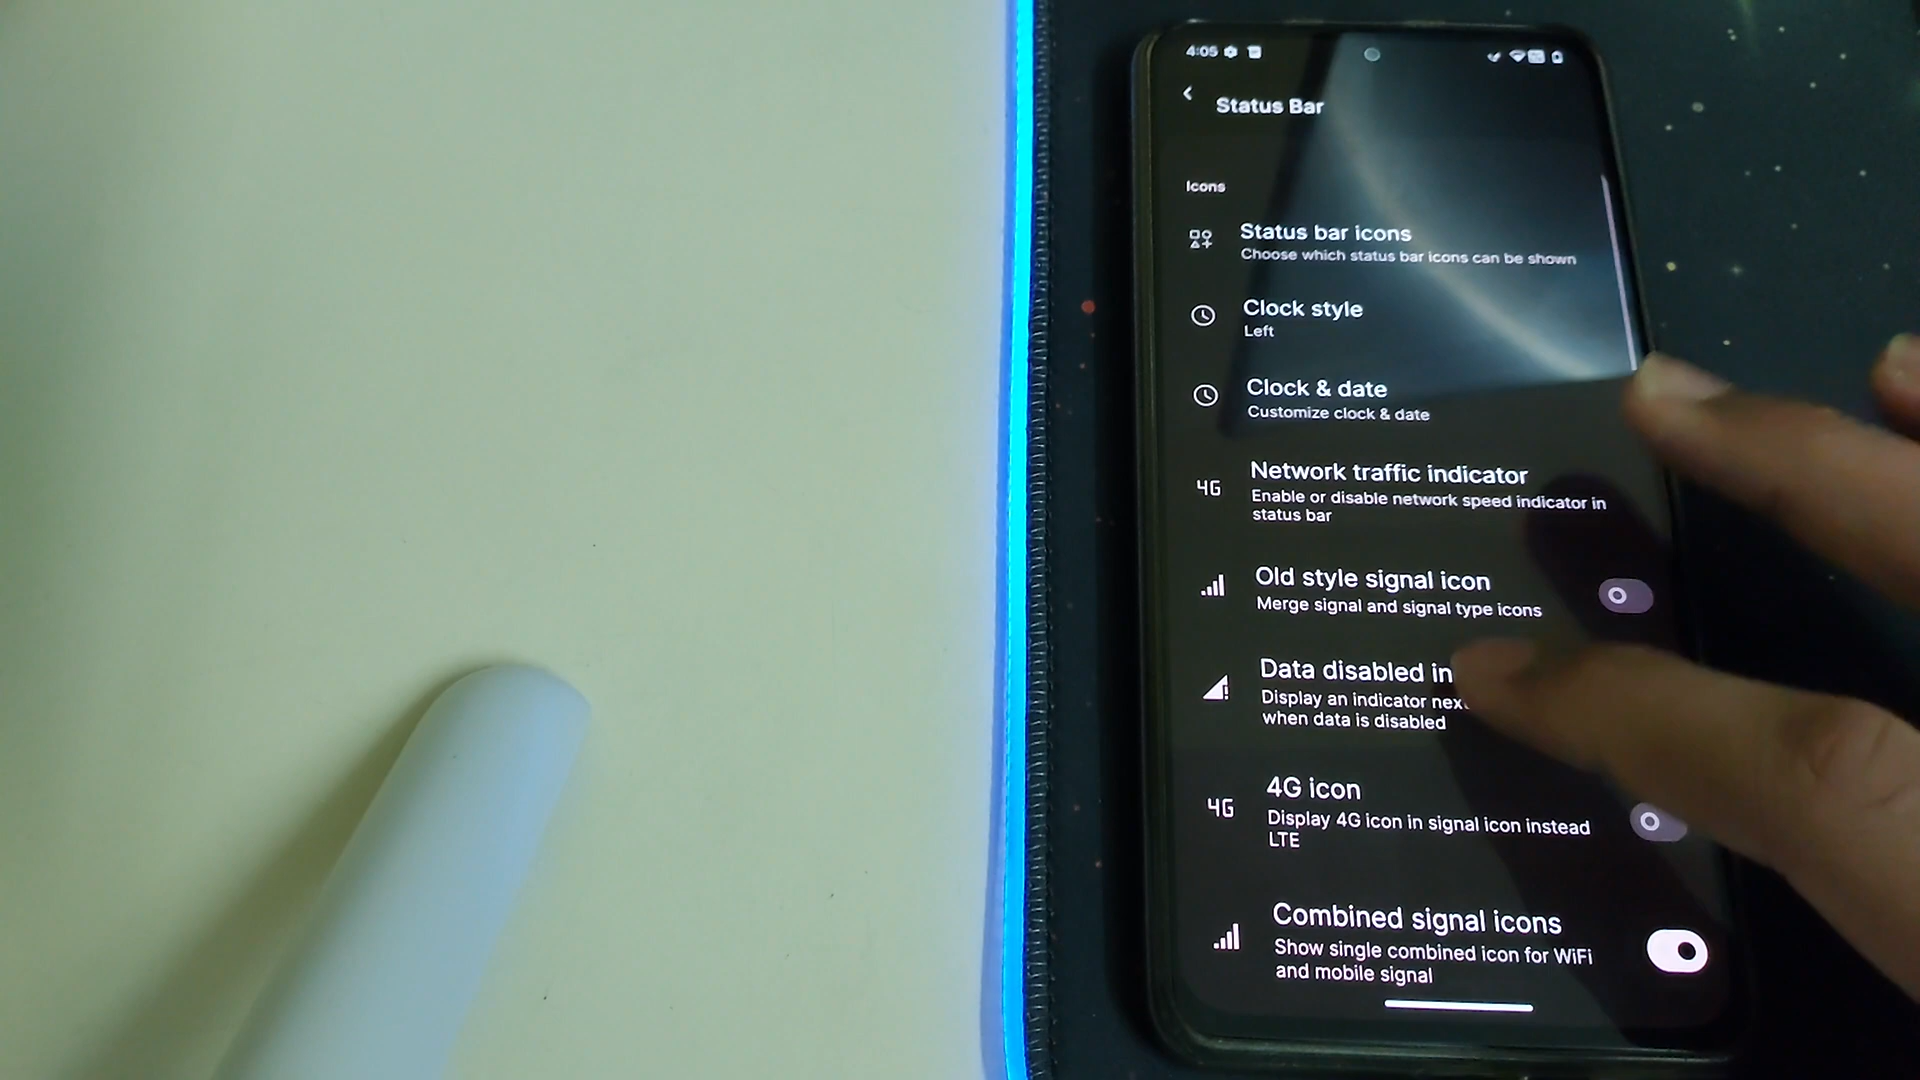 4:05
Status Bar
Icons
Status bar icons
Choose which status bar icons can be shown
Clock style
Left
Clock & date
Customize clock & date
4G
Network traffic indicator
Enable or disable network speed indicator in
status bar
Old style signal icon
Merge signal and signal type icons
Data disabled in
Display an indicator nex
when data is disabled
4G
4G icon
Display 4G icon in signal icon instead
LTE
Combined signal icons
Show single combined icon for WiFi
and mobile signal